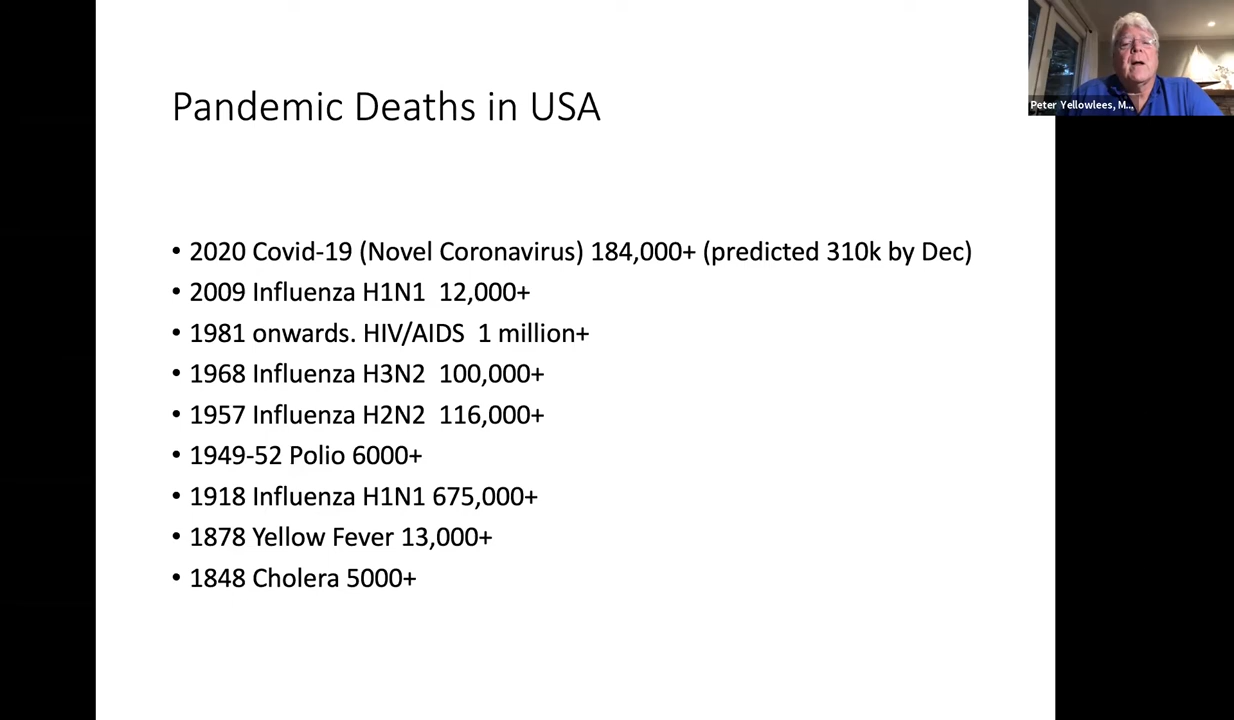 Pandemic Deaths in USA
• 2020 Covid-19 (Novel Coronavirus) 184,000+ (predicted 310k by Dec)
• 2009 Influenza H1N1  12,000+
• 1981 onwards. HIV/AIDS  1 million+
• 1968 Influenza H3N2  100,000+
• 1957 Influenza H2N2  116,000+
• 1949-52 Polio 6000+
• 1918 Influenza H1N1 675,000+
• 1878 Yellow Fever 13,000+
• 1848 Cholera 5000+
Peter Yellowlees, M...